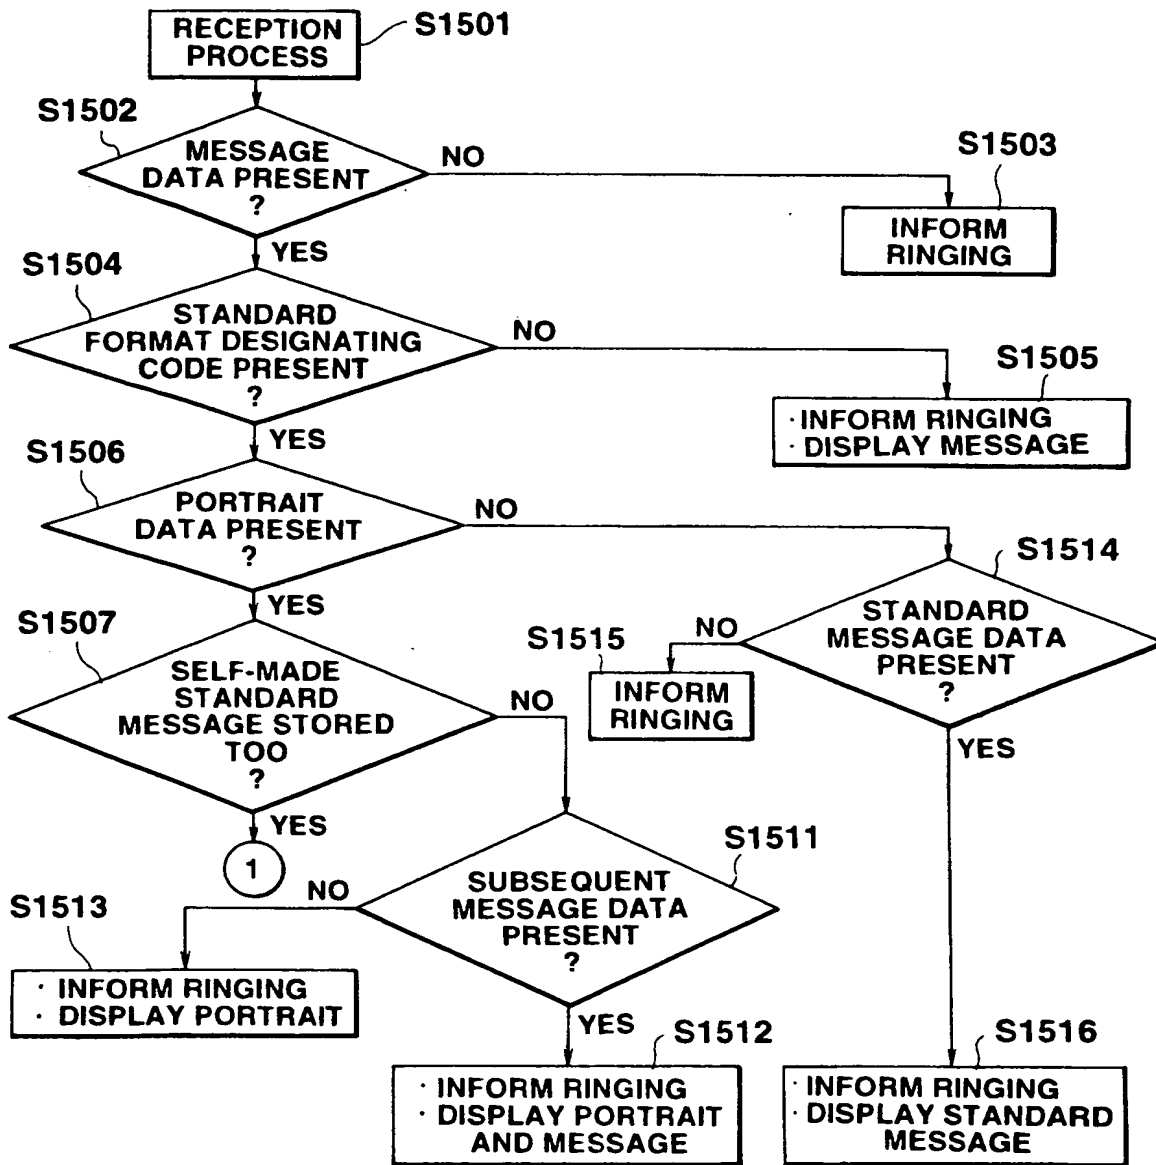 RECEPTION
PROCESS
S1501
S1502
MESSAGE
DATA PRESENT
?
NO
S1503
INFORM
RINGING
YES
S1504
STANDARD
FORMAT DESIGNATING
CODE PRESENT
?
NO
S1505
· INFORM RINGING
· DISPLAY MESSAGE
YES
S1506
PORTRAIT
DATA PRESENT
?
NO
S1514
STANDARD
MESSAGE DATA
PRESENT
?
NO
S1515
INFORM
RINGING
YES
YES
S1507
SELF-MADE
STANDARD
MESSAGE STORED
TOO
?
NO
YES
1
S1511
SUBSEQUENT
MESSAGE DATA
PRESENT
?
NO
S1513
· INFORM RINGING
· DISPLAY PORTRAIT
YES
S1512
· INFORM RINGING
· DISPLAY PORTRAIT
AND MESSAGE
S1516
· INFORM RINGING
· DISPLAY STANDARD
MESSAGE